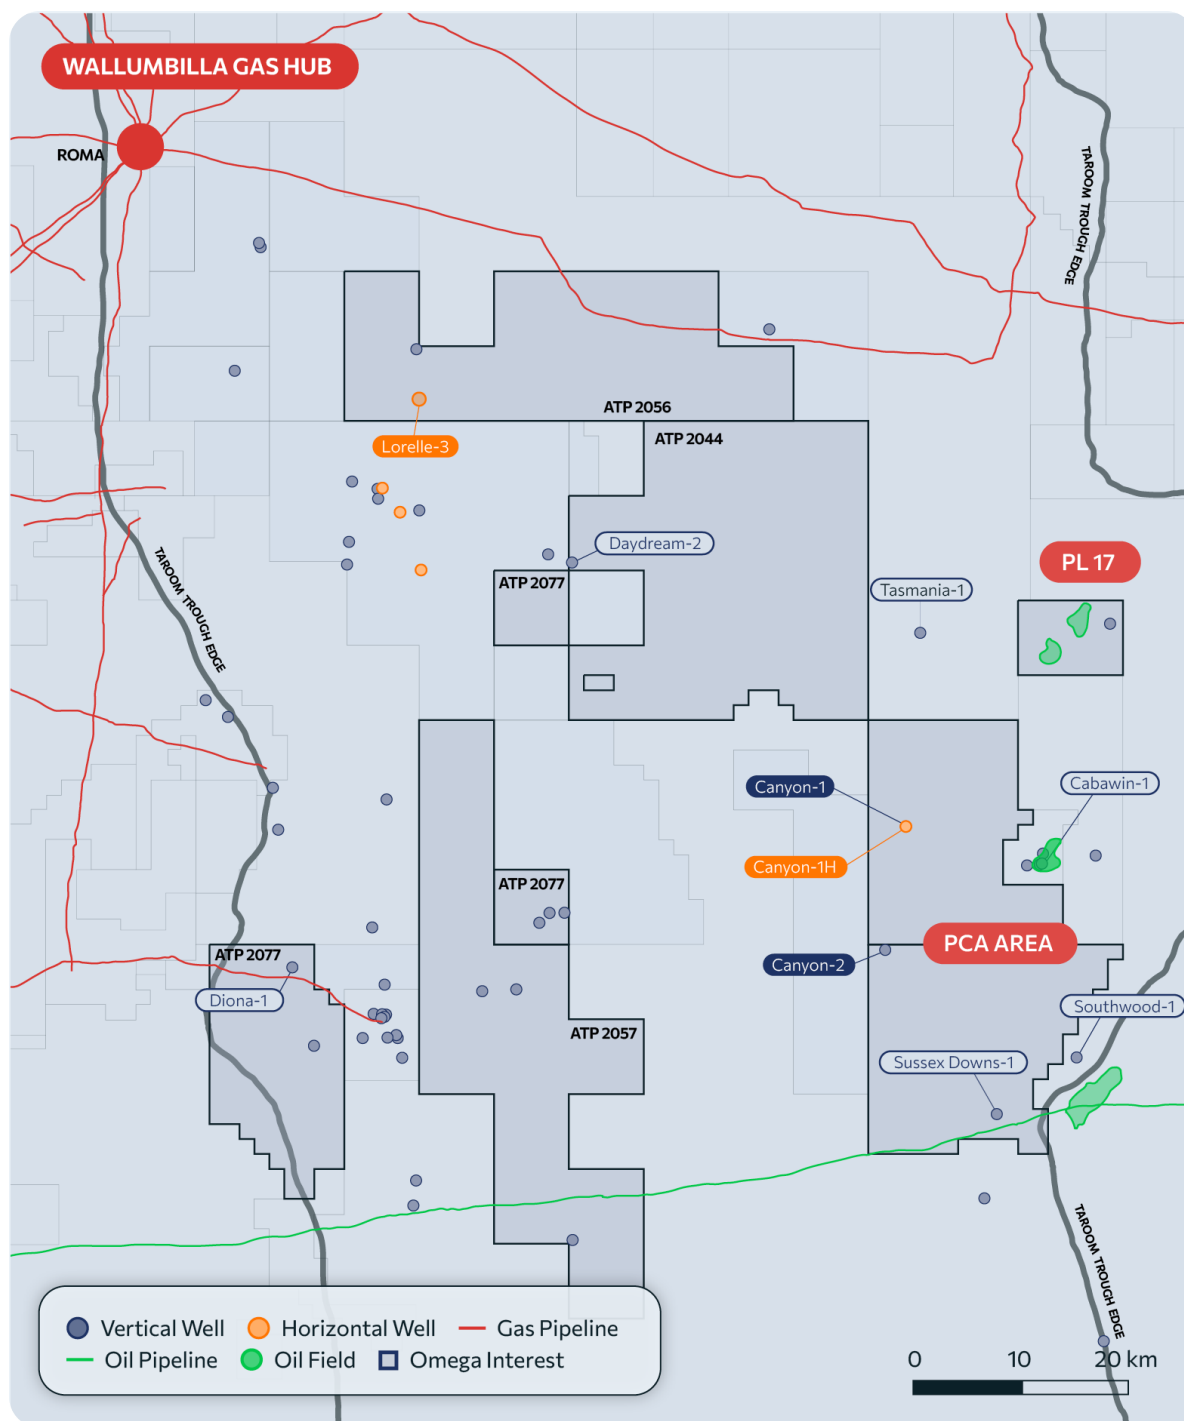 WALLUMBILLA GAS HUB
ROMA
TAROOM TROUGH EDGE
ATP 2056
ATP 2044
Lorelle-3
Daydream-2
PL 17
ATP 2077
Tasmania-1
TAROOM TROUGH EDGE
Canyon-1
Cabawin-1
Canyon-1H
ATP 2077
PCA AREA
ATP 2077
Canyon-2
Diona-1
Southwood-1
ATP 2057
Sussex Downs-1
TAROOM TROUGH EDGE
Vertical Well
Horizontal Well
Gas Pipeline
Oil Pipeline
Oil Field
Omega Interest
0 10 20 km